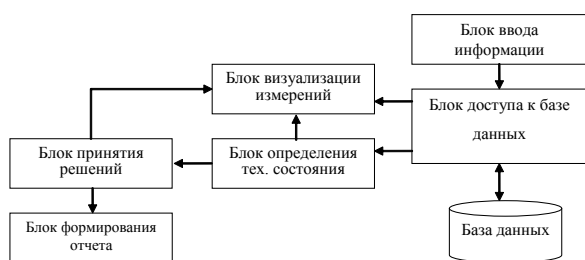 Блок ввода
информации
Блок визуализации
измерений
Блок доступа к базе
данных
Блок принятия
решений
Блок определения
тех. состояния
Блок формирования
отчета
База данных